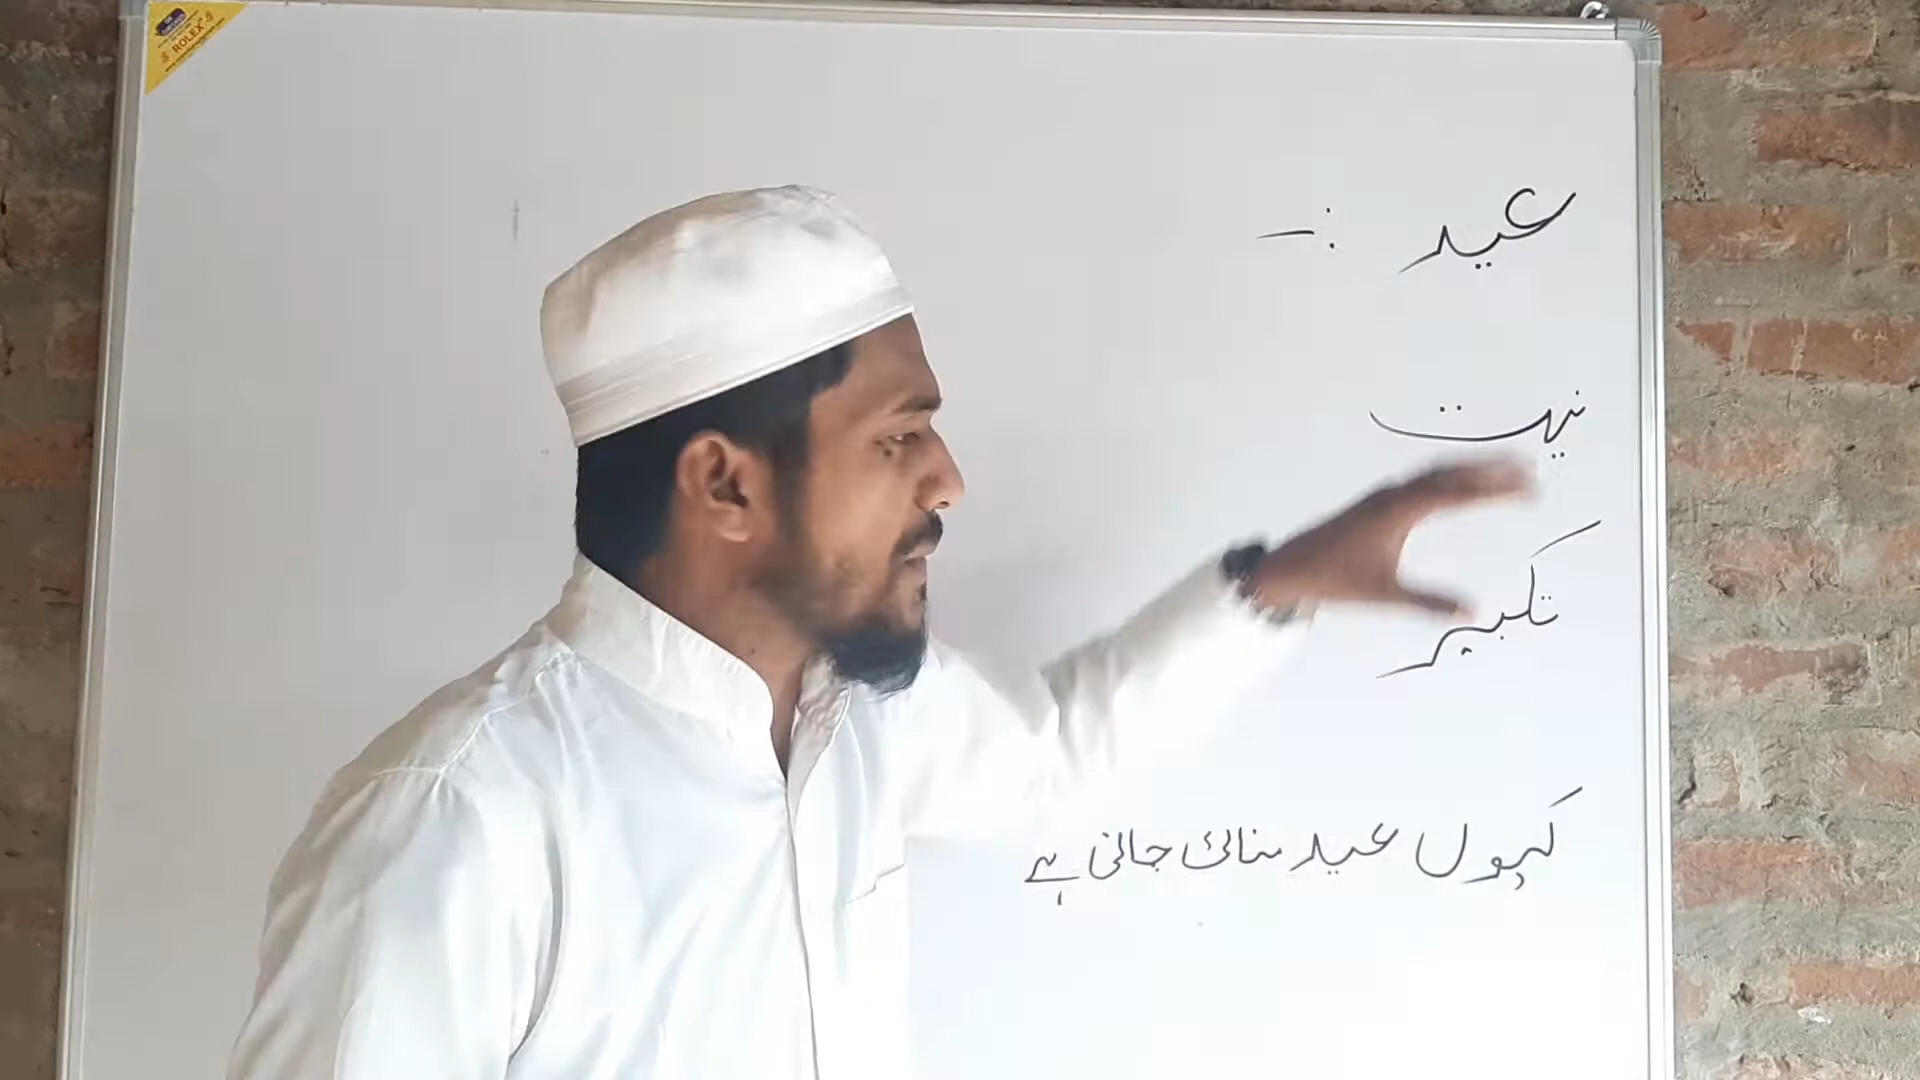 ROLEX
عید :-
نیت
تکبیر
کیوں عید منائی جاتی ہے